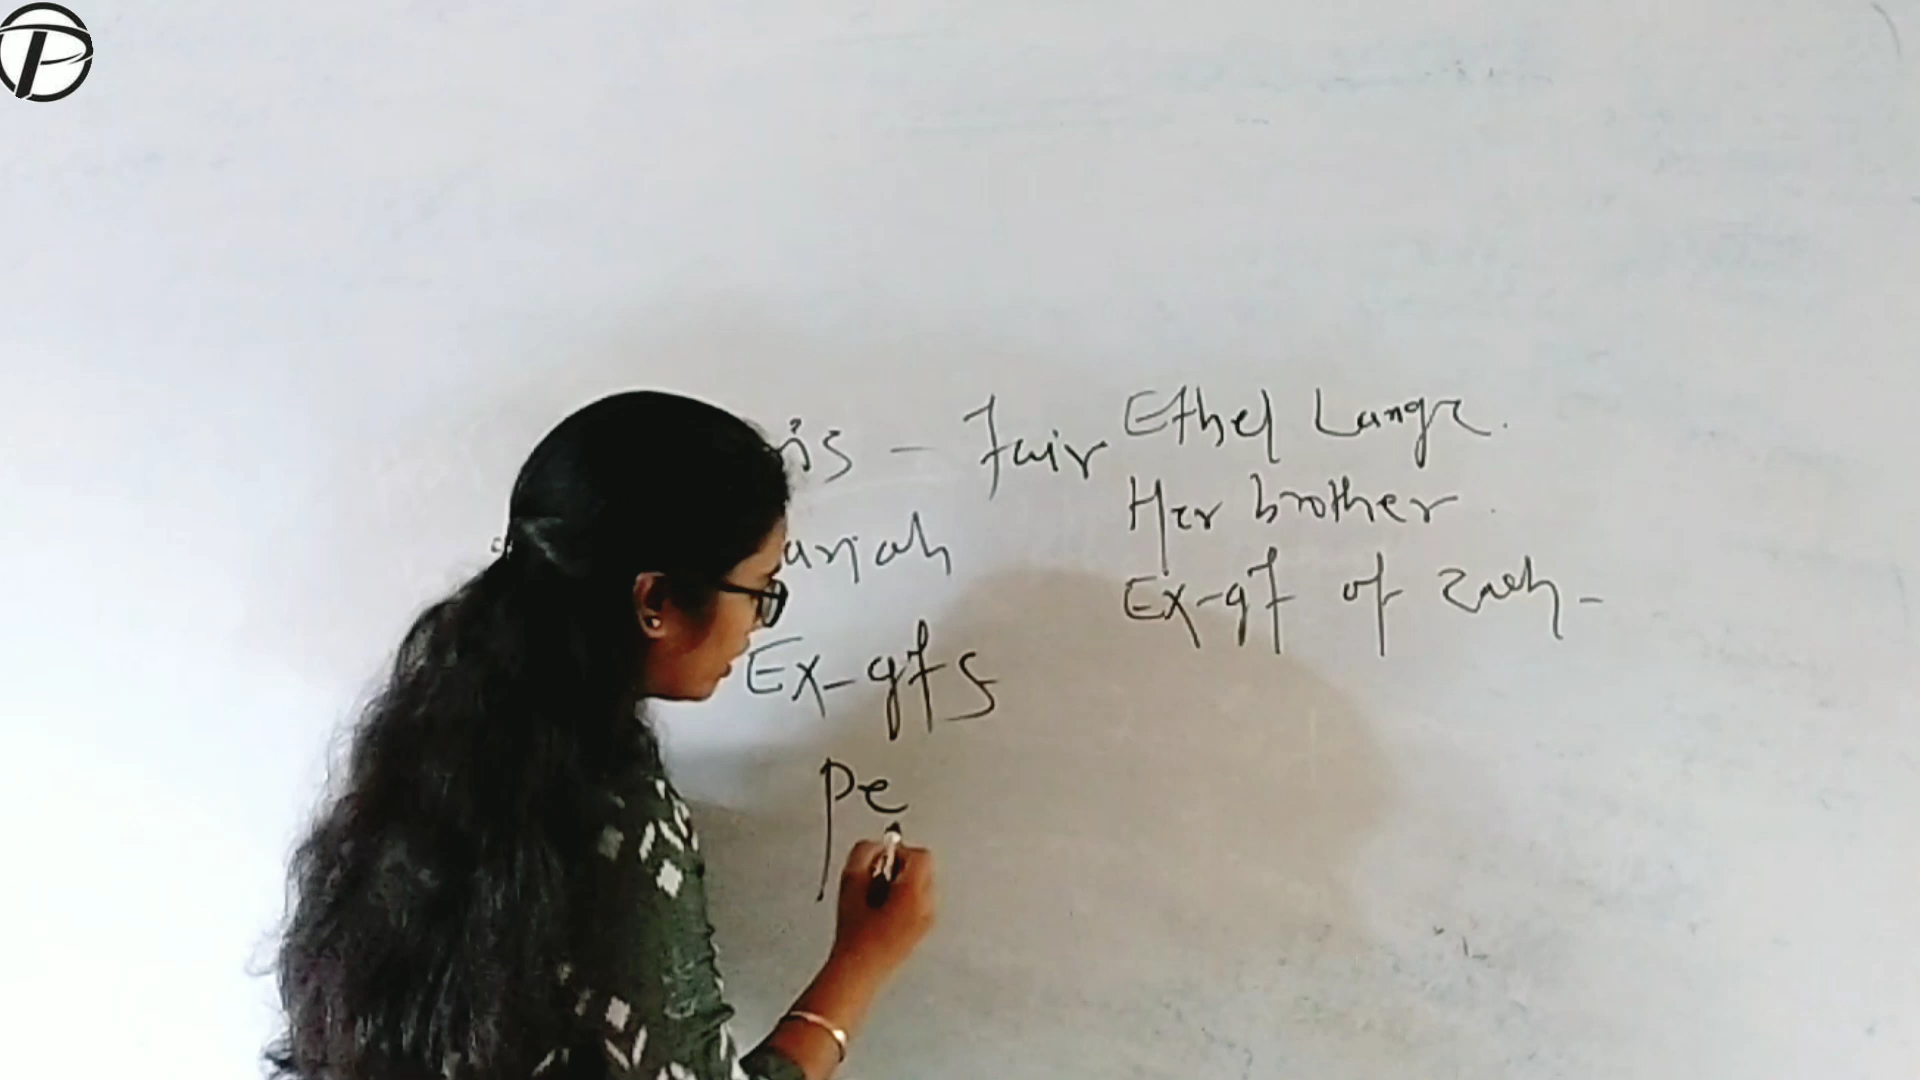 is - Fair Ethel Lange.
Her brother
ariah
Ex-gf of Zach -
Ex-gfs
Pe